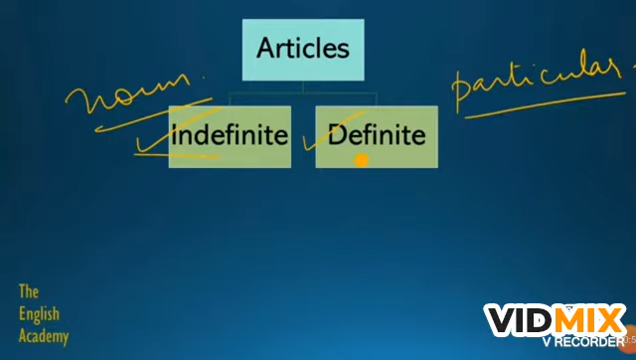 Articles
noun.
particular
Indefinite
Definite
The
English
Academy
VIDMIX
V RECORDER